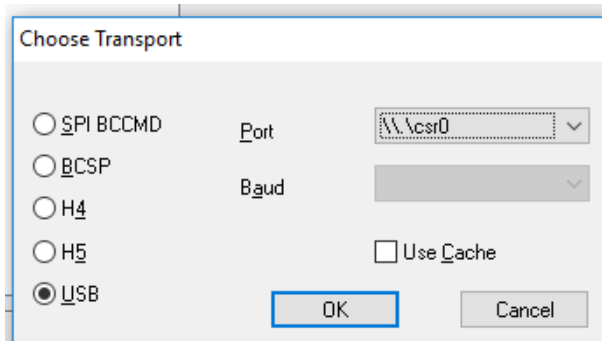 Choose Transport
SPI BCCMD
BCSP
H4
H5
USB
Port
\\.\csr0
Baud
Use Cache
OK
Cancel